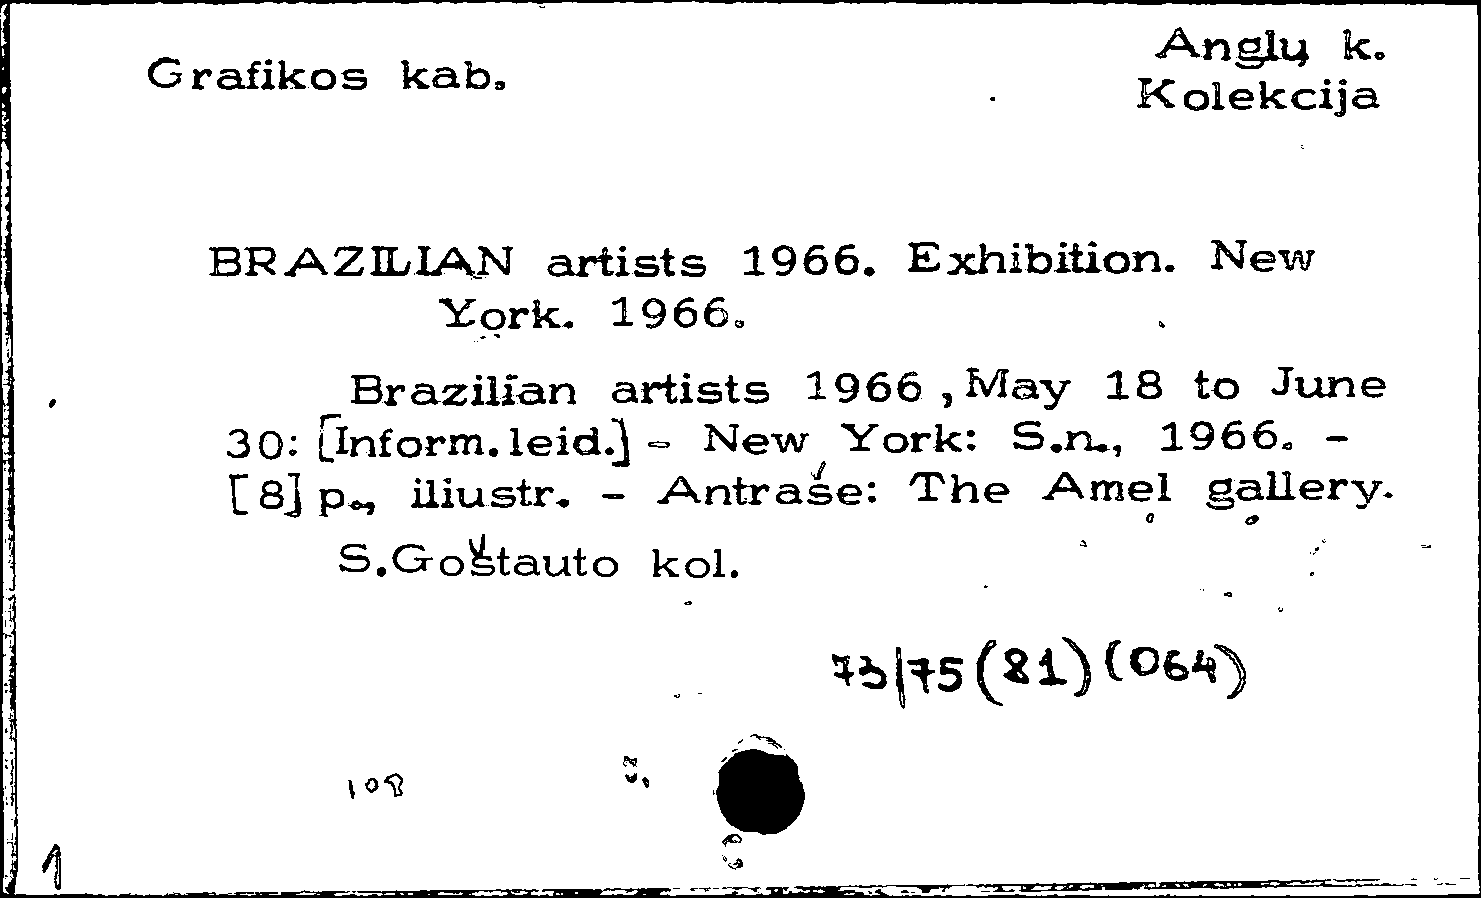 Grafikos kab.
Anglų k.
Kolekcija
BRAZILIAN artists 1966. Exhibition. New
York. 1966.
Brazilian artists 1966, May 18 to June
30: [Inform. leid.] - New York: S.n., 1966. -
[8] p., iliustr. - Antrašė: The Amel gallery.
S.Goštauto kol.
73/75(81)(064)
108
1